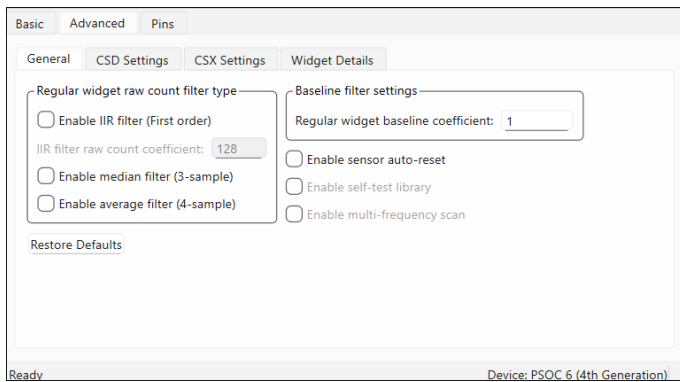 Basic Advanced Pins
General CSD Settings CSX Settings Widget Details
Regular widget raw count filter type
Enable IIR filter (First order)
IIR filter raw count coefficient: 128
Enable median filter (3-sample)
Enable average filter (4-sample)
Baseline filter settings
Regular widget baseline coefficient: 1
Enable sensor auto-reset
Enable self-test library
Enable multi-frequency scan
Restore Defaults
Ready Device: PSOC 6 (4th Generation)